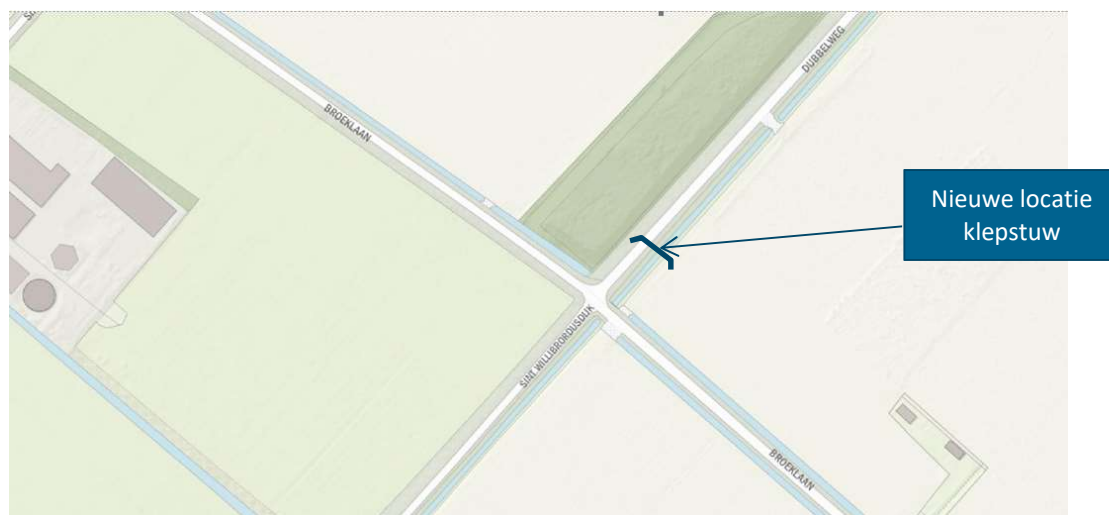 BROEKLAAN
DUBBELWEG
Nieuwe locatie
klepstuw
SINT WILLIBRORDUSDIJK
BROEKLAAN